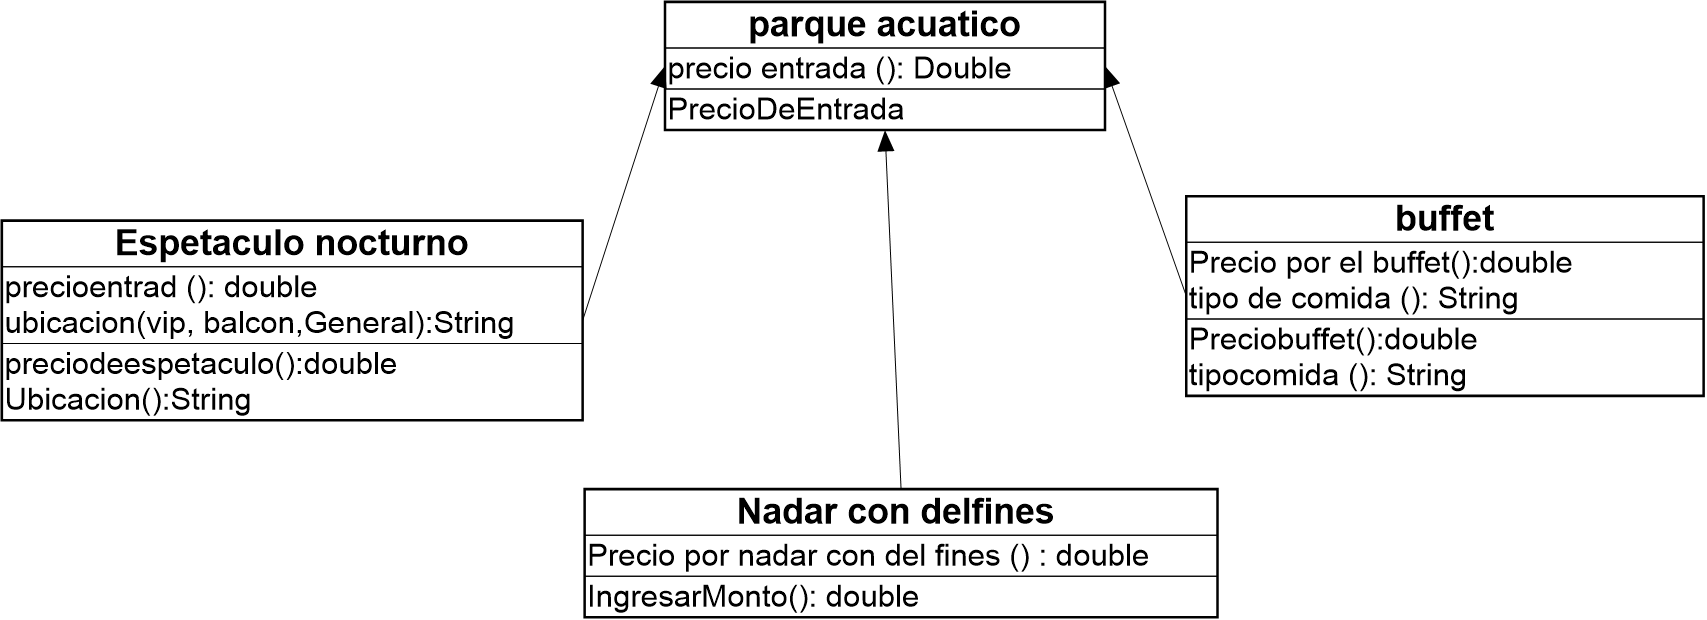 parque acuatico
precio entrada (): Double
PrecioDeEntrada
Espetaculo nocturno
precioentrad (): double
ubicacion(vip, balcon,General):String
preciodeespetaculo():double
Ubicacion():String
buffet
Precio por el buffet():double
tipo de comida (): String
Preciobuffet():double
tipocomida (): String
Nadar con delfines
Precio por nadar con del fines () : double
IngresarMonto(): double